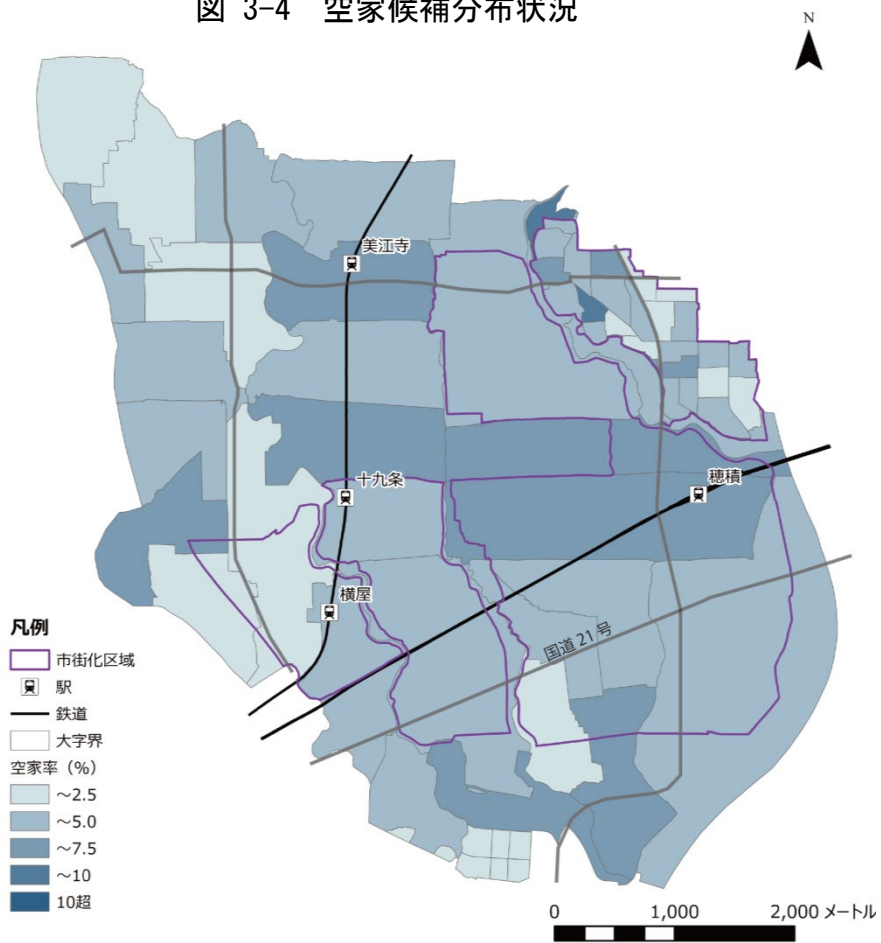 図 3-4 空家候補分布状況
N
美江寺
十九条
穂積
横屋
国道 21 号
凡例
市街化区域
駅
鉄道
大字界
空家率（%）
～2.5
～5.0
～7.5
～10
10超
0 1,000 2,000 メートル